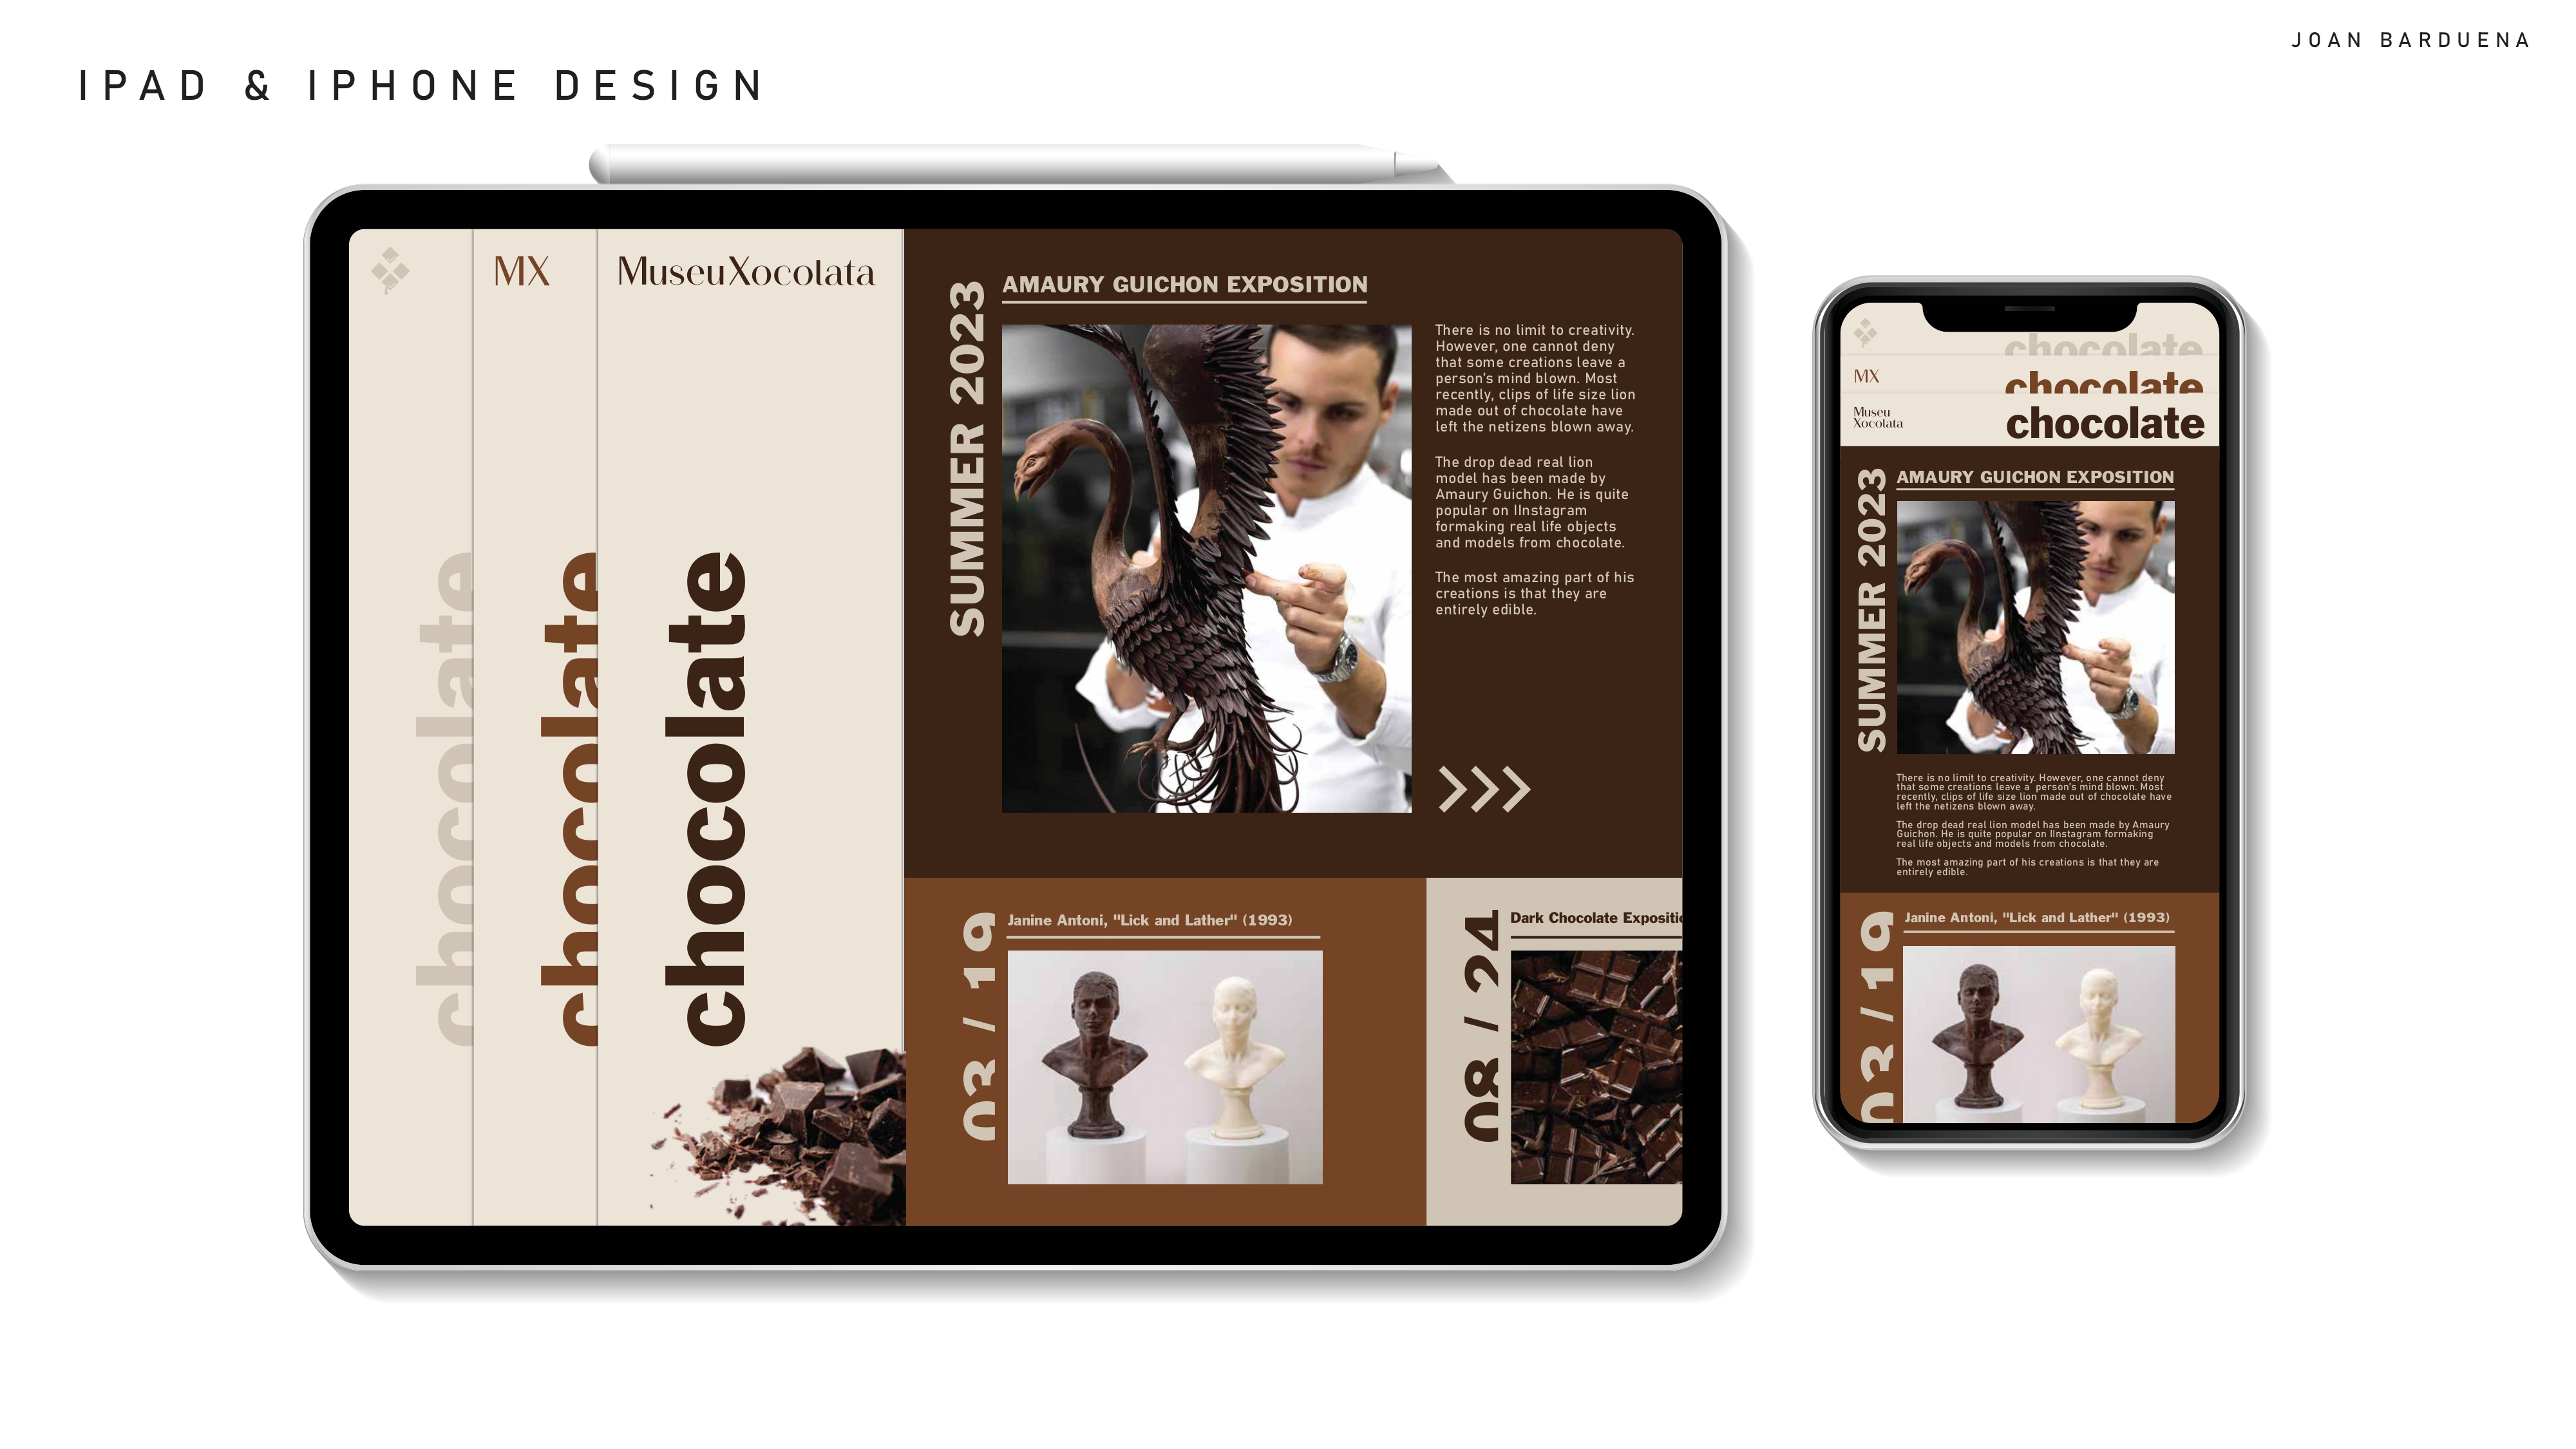 JOAN BARDUENA
IPAD & IPHONE DESIGN
MX
MuseuXocolata
chocolate
chocolate
chocolate
SUMMER 2023
AMAURY GUICHON EXPOSITION
There is no limit to creativity.
However, one cannot deny
that some creations leave a
person's mind blown. Most
recently, clips of life size lion
made out of chocolate have
left the netizens blown away.
The drop dead real lion
model has been made by
Amaury Guichon. He is quite
popular on IInstagram
formaking real life objects
and models from chocolate.
The most amazing part of his
creations is that they are
entirely edible.
03 / 19
Janine Antoni, "Lick and Lather" (1993)
08 / 24
Dark Chocolate Expositio
chocolate
MX
chocolate
Museu
Xocolata
chocolate
SUMMER 2023
AMAURY GUICHON EXPOSITION
There is no limit to creativity. However, one cannot deny
that some creations leave a person's mind blown. Most
recently, clips of life size lion made out of chocolate have
left the netizens blown away.
The drop dead real lion model has been made by Amaury
Guichon. He is quite popular on IInstagram formaking
real life objects and models from chocolate.
The most amazing part of his creations is that they are
entirely edible.
03 / 19
Janine Antoni, "Lick and Lather" (1993)